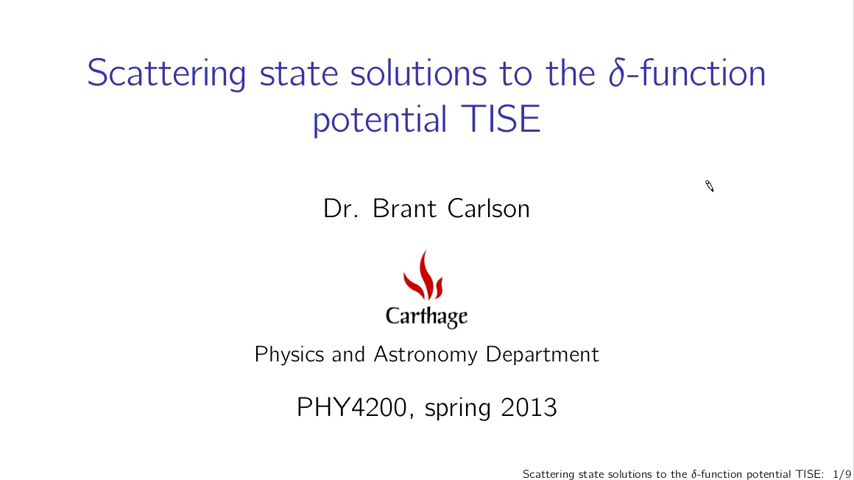 Scattering state solutions to the δ-function
potential TISE
Dr. Brant Carlson
Carthage
Physics and Astronomy Department
PHY4200, spring 2013
Scattering state solutions to the δ-function potential TISE: 1/9